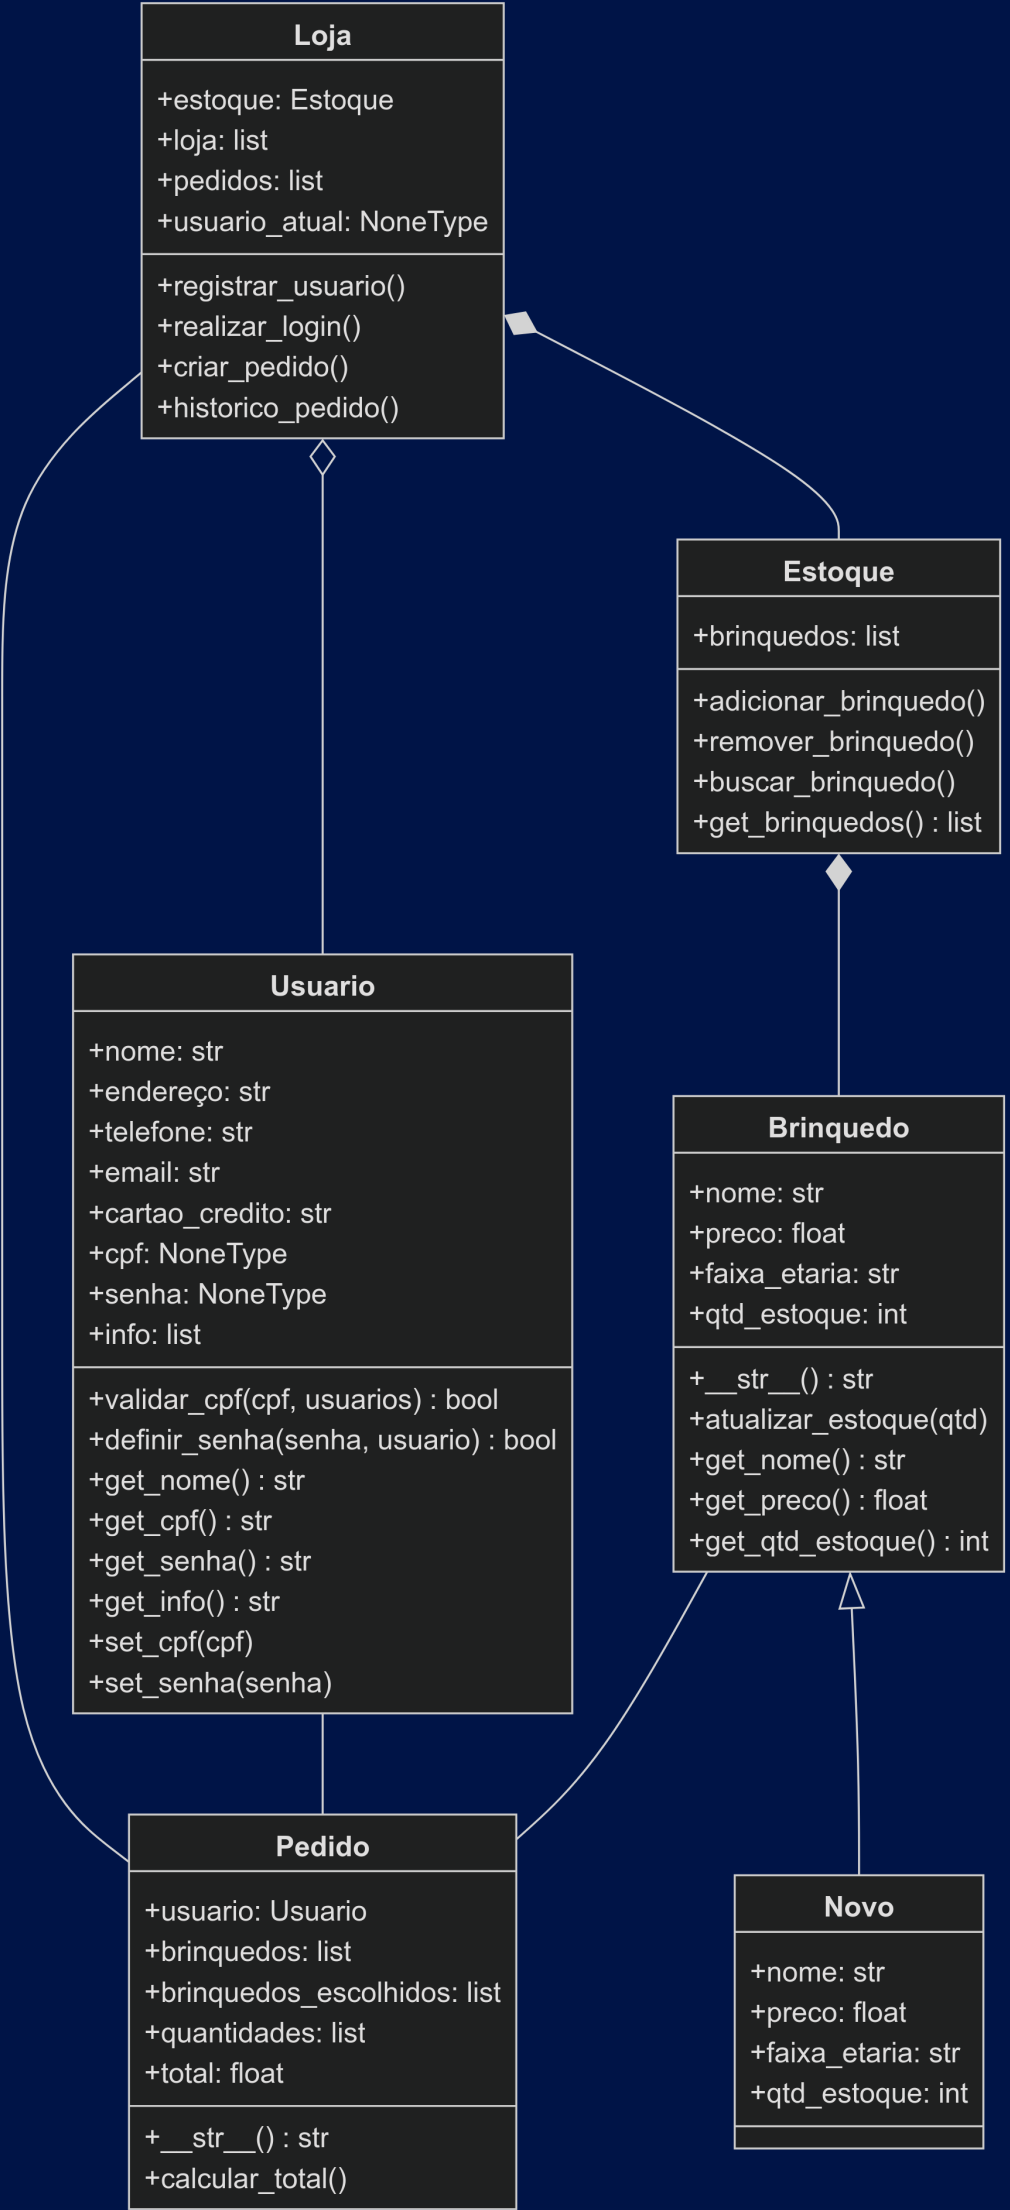 Loja
+estoque: Estoque
+loja: list
+pedidos: list
+usuario_atual: NoneType
+registrar_usuario()
+realizar_login()
+criar_pedido()
+historico_pedido()
Estoque
+brinquedos: list
+adicionar_brinquedo()
+remover_brinquedo()
+buscar_brinquedo()
+get_brinquedos() : list
Usuario
+nome: str
+endereço: str
+telefone: str
+email: str
+cartao_credito: str
+cpf: NoneType
+senha: NoneType
+info: list
+validar_cpf(cpf, usuarios) : bool
+definir_senha(senha, usuario) : bool
+get_nome() : str
+get_cpf() : str
+get_senha() : str
+get_info() : str
+set_cpf(cpf)
+set_senha(senha)
Brinquedo
+nome: str
+preco: float
+faixa_etaria: str
+qtd_estoque: int
+__str__() : str
+atualizar_estoque(qtd)
+get_nome() : str
+get_preco() : float
+get_qtd_estoque() : int
Pedido
+usuario: Usuario
+brinquedos: list
+brinquedos_escolhidos: list
+quantidades: list
+total: float
+__str__() : str
+calcular_total()
Novo
+nome: str
+preco: float
+faixa_etaria: str
+qtd_estoque: int